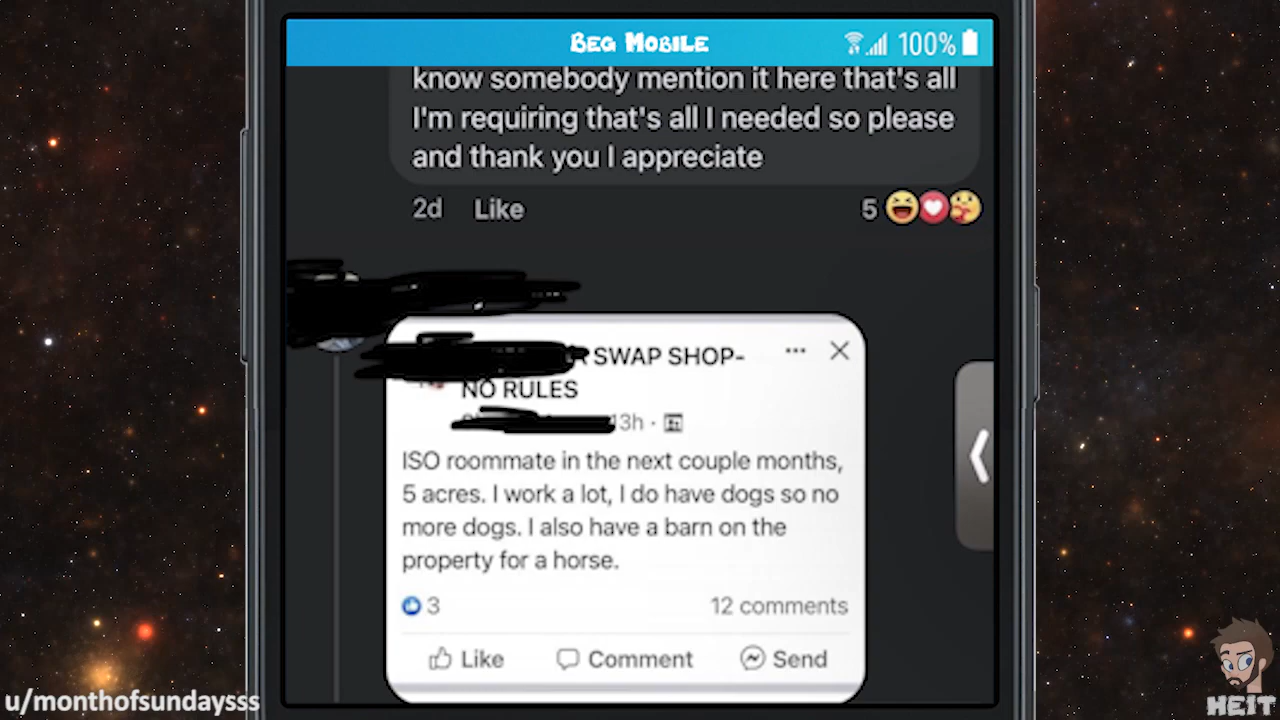 Beg Mobile
100%
know somebody mention it here that's all
I'm requiring that's all I needed so please
and thank you I appreciate
2d Like 5
SWAP SHOP-
NO RULES
13h
ISO roommate in the next couple months,
5 acres. I work a lot, I do have dogs so no
more dogs. I also have a barn on the
property for a horse.
3 12 comments
Like Comment Send
u/monthofsundaysss
HEIT